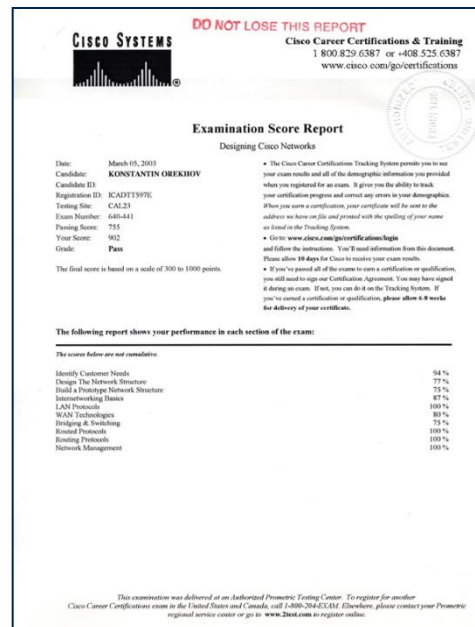 DO NOT LOSE THIS REPORT
CISCO SYSTEMS
Cisco Career Certifications & Training
1 800.829.6387 or +408.525.6387
www.cisco.com/go/certifications
Examination Score Report
Designing Cisco Networks
Date: March 05, 2003
Candidate: KONSTANTIN OREKHOV
Candidate ID:
Registration ID: ICADTT597E
Testing Site: CAL23
Exam Number: 640-441
Passing Score: 755
Your Score: 902
Grade: Pass
The final score is based on a scale of 300 to 1000 points.
• The Cisco Career Certifications Tracking System permits you to see
your exam results and all of the demographic information you provided
when you registered for an exam. It gives you the ability to track
your certification progress and correct any errors in your demographics.
When you earn a certification, your certificate will be sent to the
address we have on file and printed with the spelling of your name
as listed in the Tracking System.
• Go to: www.cisco.com/go/certifications/login
and follow the instructions. You'll need information from this document.
Please allow 10 days for Cisco to receive your exam results.
• If you've passed all of the exams to earn a certification or qualification,
you still need to sign our Certification Agreement. You may have signed
it during an exam. If not, you can do it on the Tracking System. If
you've earned a certification or qualification, please allow 6-8 weeks
for delivery of your certificate.
The following report shows your performance in each section of the exam:
The scores below are not cumulative.
Identify Customer Needs 94 %
Design The Network Structure 77 %
Build a Prototype Network Structure 75 %
Internetworking Basics 87 %
LAN Protocols 100 %
WAN Technologies 80 %
Bridging & Switching 75 %
Routed Protocols 100 %
Routing Protocols 100 %
Network Management 100 %
This examination was delivered at an Authorized Prometric Testing Center. To register for another
Cisco Career Certifications exam in the United States and Canada, call 1-800-204-EXAM. Elsewhere, please contact your Prometric
regional service center or go to www.2test.com to register online.